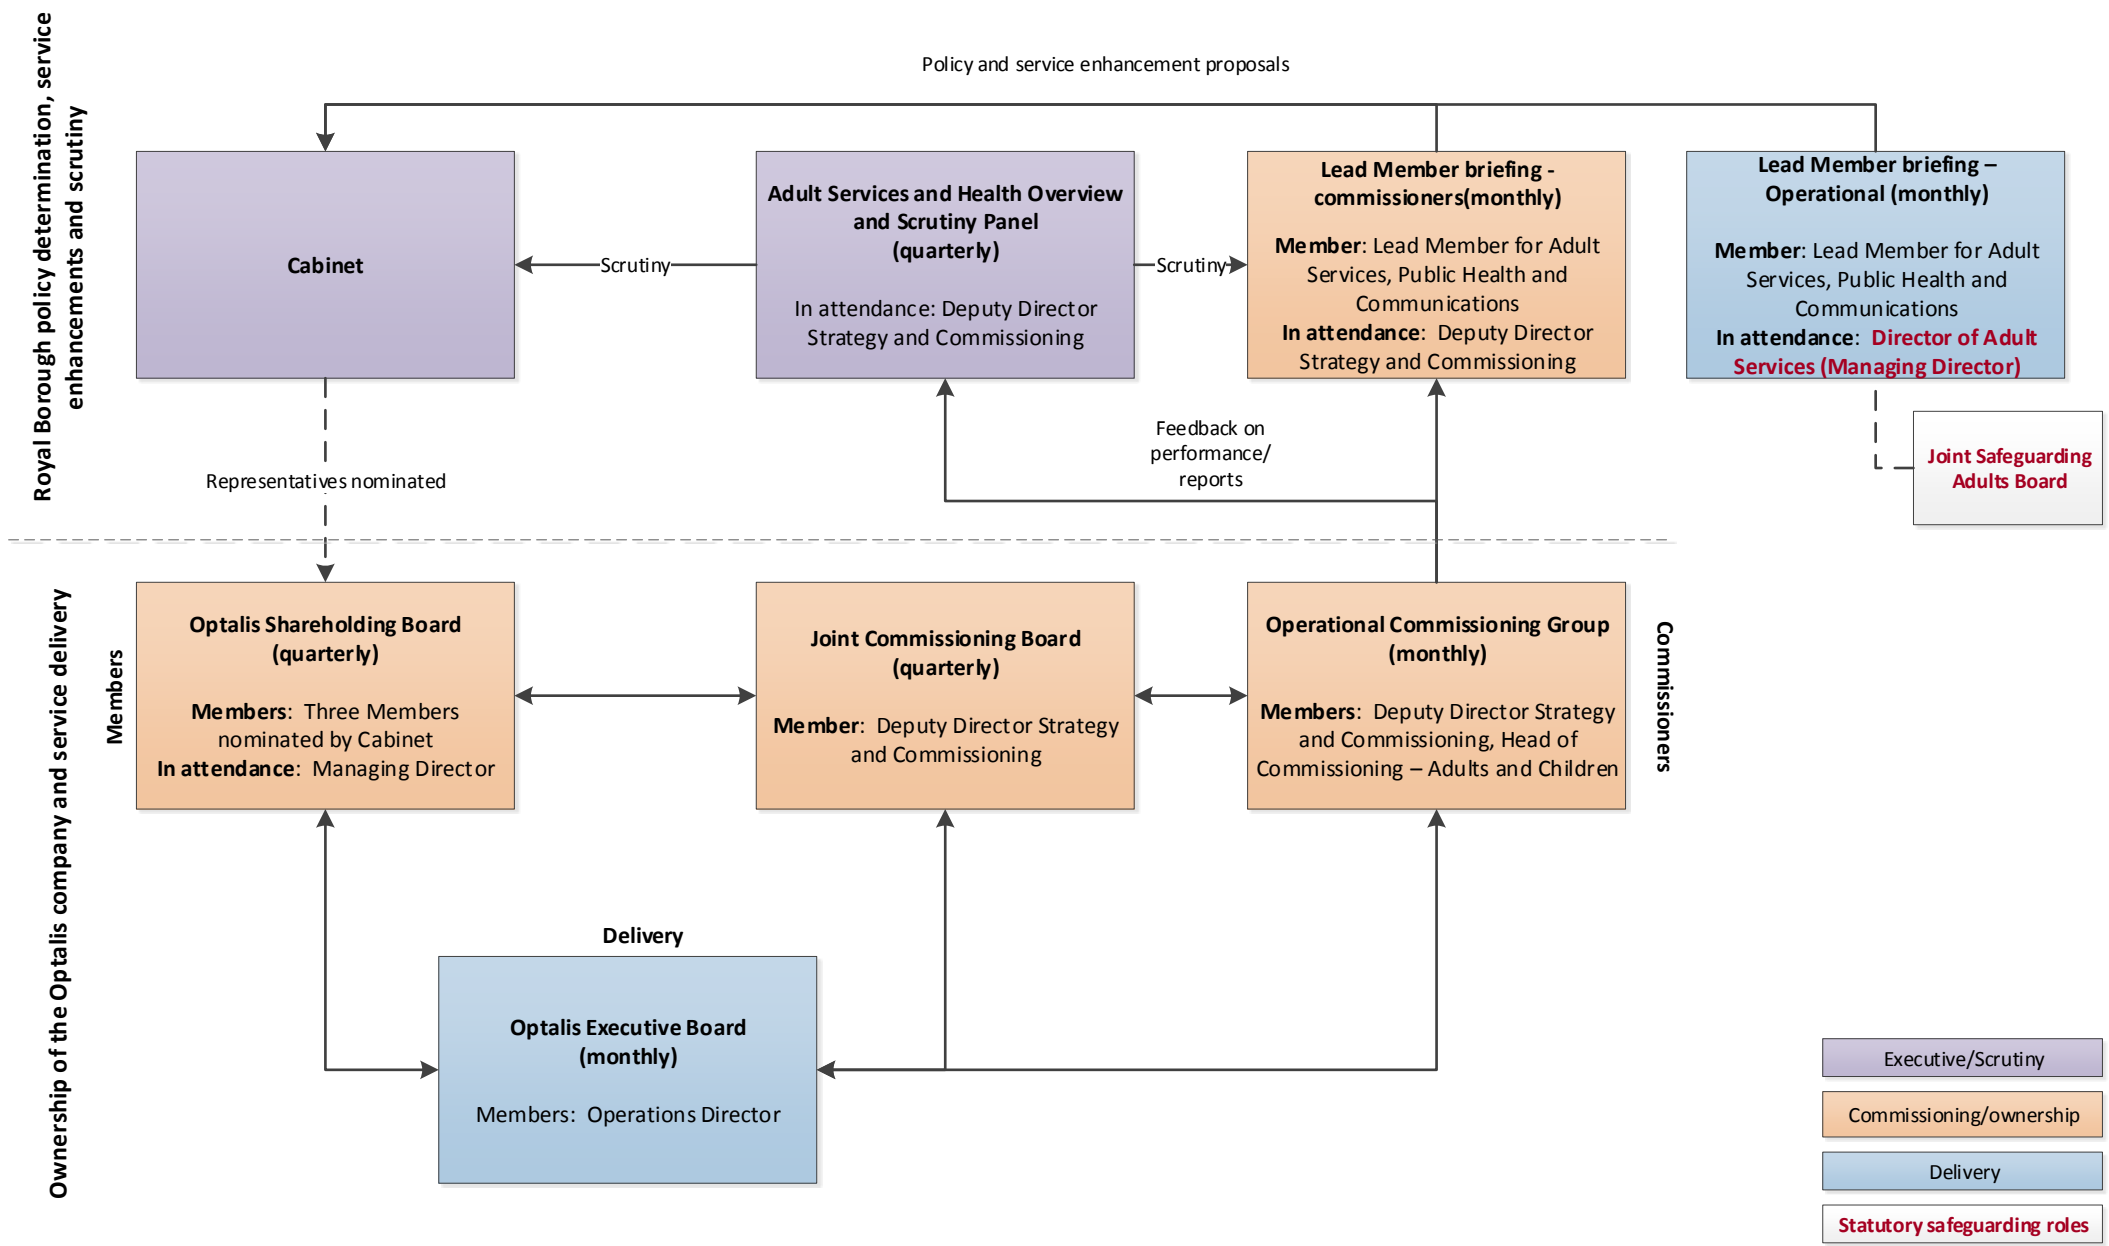 Royal Borough policy determination, service
enhancements and scrutiny
Policy and service enhancement proposals
Cabinet
Scrutiny
Adult Services and Health Overview
and Scrutiny Panel
(quarterly)
In attendance: Deputy Director
Strategy and Commissioning
Scrutiny
Lead Member briefing -
commissioners(monthly)
Member: Lead Member for Adult
Services, Public Health and
Communications
In attendance: Deputy Director
Strategy and Commissioning
Lead Member briefing –
Operational (monthly)
Member: Lead Member for Adult
Services, Public Health and
Communications
In attendance: Director of Adult
Services (Managing Director)
Representatives nominated
Feedback on
performance/
reports
Joint Safeguarding
Adults Board
Ownership of the Optalis company and service delivery
Members
Optalis Shareholding Board
(quarterly)
Members: Three Members
nominated by Cabinet
In attendance: Managing Director
Joint Commissioning Board
(quarterly)
Member: Deputy Director Strategy
and Commissioning
Operational Commissioning Group
(monthly)
Members: Deputy Director Strategy
and Commissioning, Head of
Commissioning – Adults and Children
Commissioners
Delivery
Optalis Executive Board
(monthly)
Members: Operations Director
Executive/Scrutiny
Commissioning/ownership
Delivery
Statutory safeguarding roles